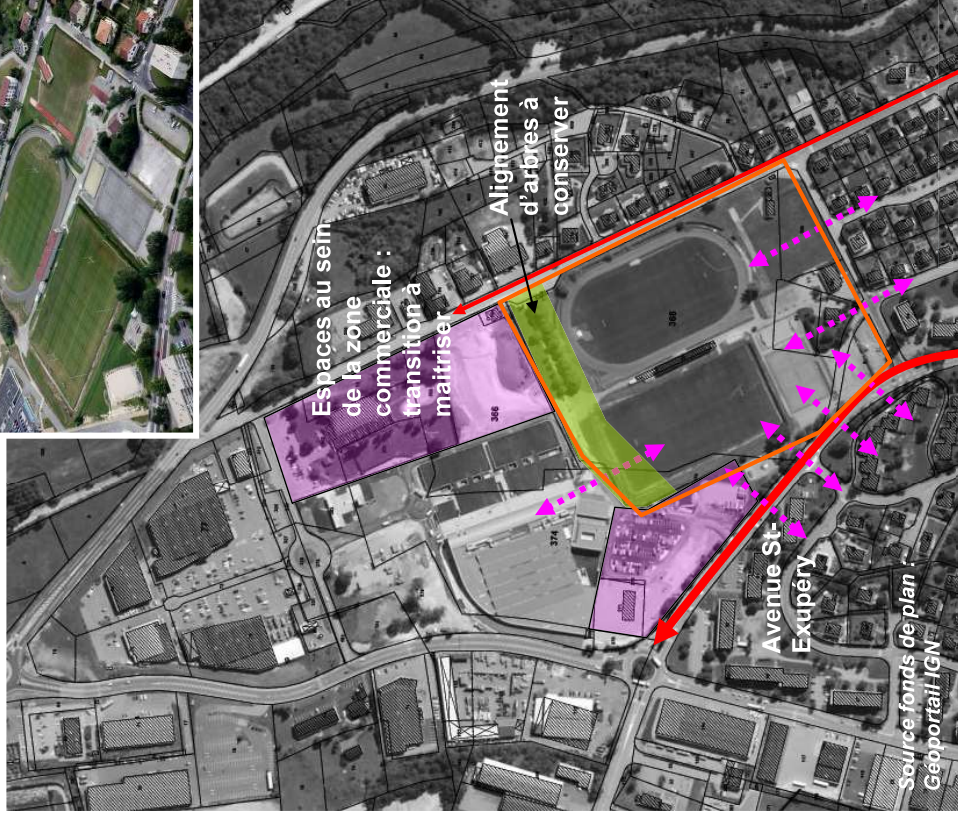 Espaces au sein
de la zone
commerciale :
transition à
maitriser
Alignement
d'arbres à
conserver
366
366
374
Avenue St-
Exupéry
Source fonds de plan :
Géoportail-IGN